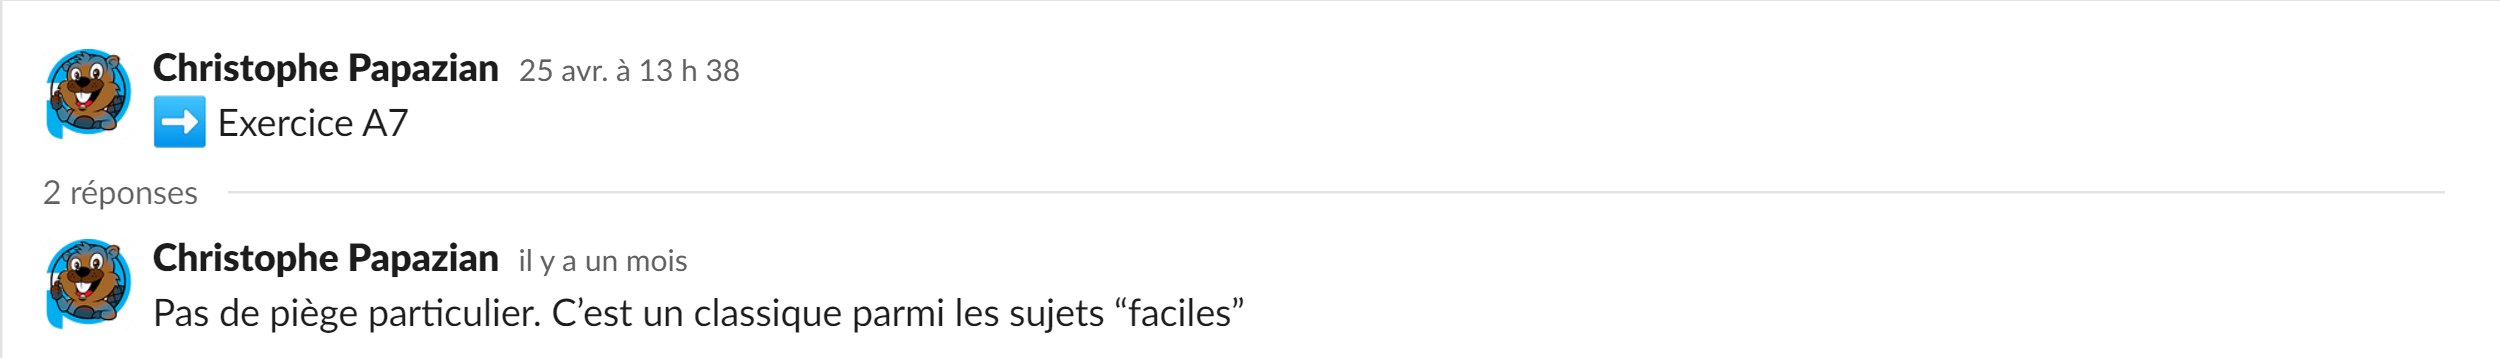 Christophe Papazian 25 avr. à 13 h 38
➡️ Exercice A7
2 réponses
Christophe Papazian il y a un mois
Pas de piège particulier. C’est un classique parmi les sujets “faciles”